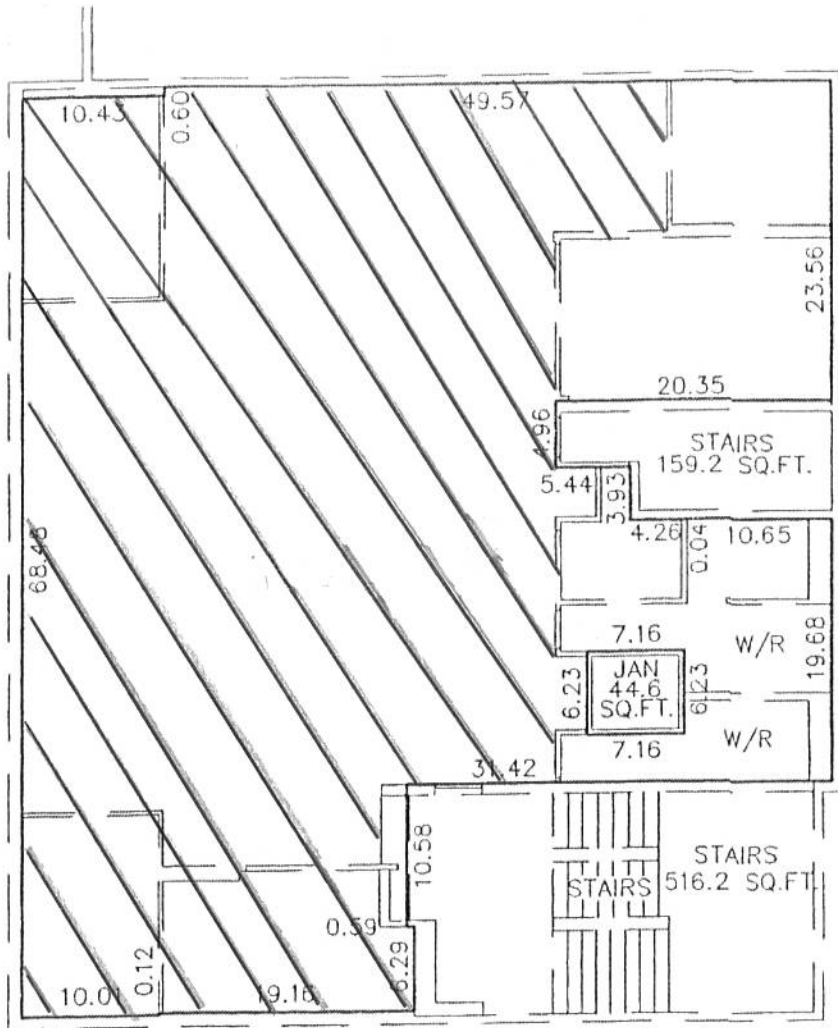 10.43
0.60
49.57
23.56
20.35
4.96
STAIRS
159.2 SQ.FT.
5.44
3.93
4.26
0.04
10.65
68.48
7.16
W/R
19.68
JAN
44.6
SQ.FT.
6.23
6.23
7.16
W/R
31.42
10.58
STAIRS
STAIRS
516.2 SQ.FT.
0.59
6.29
0.12
10.01
19.16